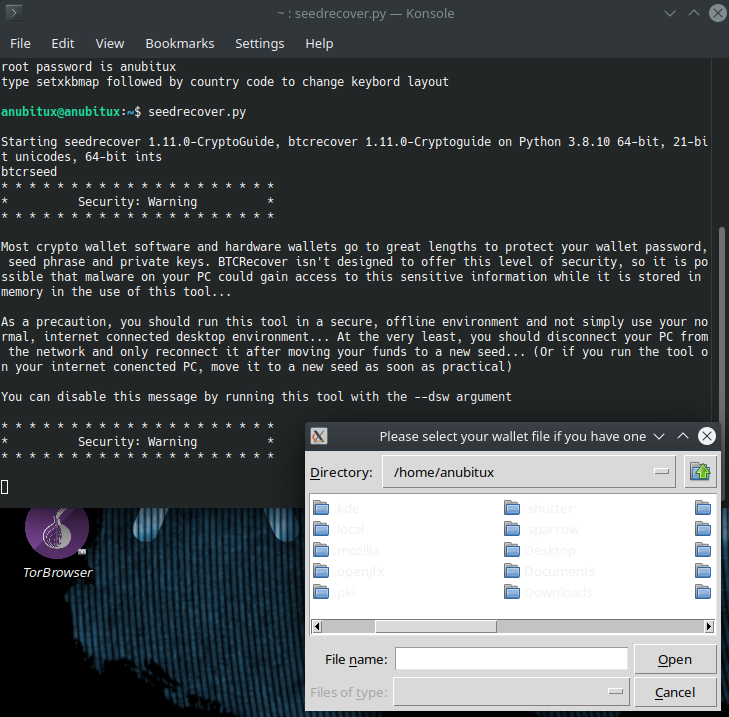 ~ : seedrecover.py — Konsole
File Edit View Bookmarks Settings Help
root password is anubitux
type setxkbmap followed by country code to change keybord layout
anubitux@anubitux:~$ seedrecover.py
Starting seedrecover 1.11.0-CryptoGuide, btcrecover 1.11.0-Cryptoguide on Python 3.8.10 64-bit, 21-bi
t unicodes, 64-bit ints
btcrseed
* * * * * * * * * * * * * * * * * * * *
* Security: Warning *
* * * * * * * * * * * * * * * * * * * *
Most crypto wallet software and hardware wallets go to great lengths to protect your wallet password,
seed phrase and private keys. BTCRecover isn't designed to offer this level of security, so it is po
ssible that malware on your PC could gain access to this sensitive information while it is stored in
memory in the use of this tool...
As a precaution, you should run this tool in a secure, offline environment and not simply use your no
rmal, internet connected desktop environment... At the very least, you should disconnect your PC from
the network and only reconnect it after moving your funds to a new seed... (Or if you run the tool o
n your internet conencted PC, move it to a new seed as soon as practical)
You can disable this message by running this tool with the --dsw argument
* * * * * * * * * * * * * * * * * * * *
* Security: Warning *
* * * * * * * * * * * * * * * * * * * *
TorBrowser
Please select your wallet file if you have one
Directory: /home/anubitux
.kde shutter
.local .sparrow
.mozilla Desktop
.openjfx Documents
.pki Downloads
File name: Open
Files of type: Cancel